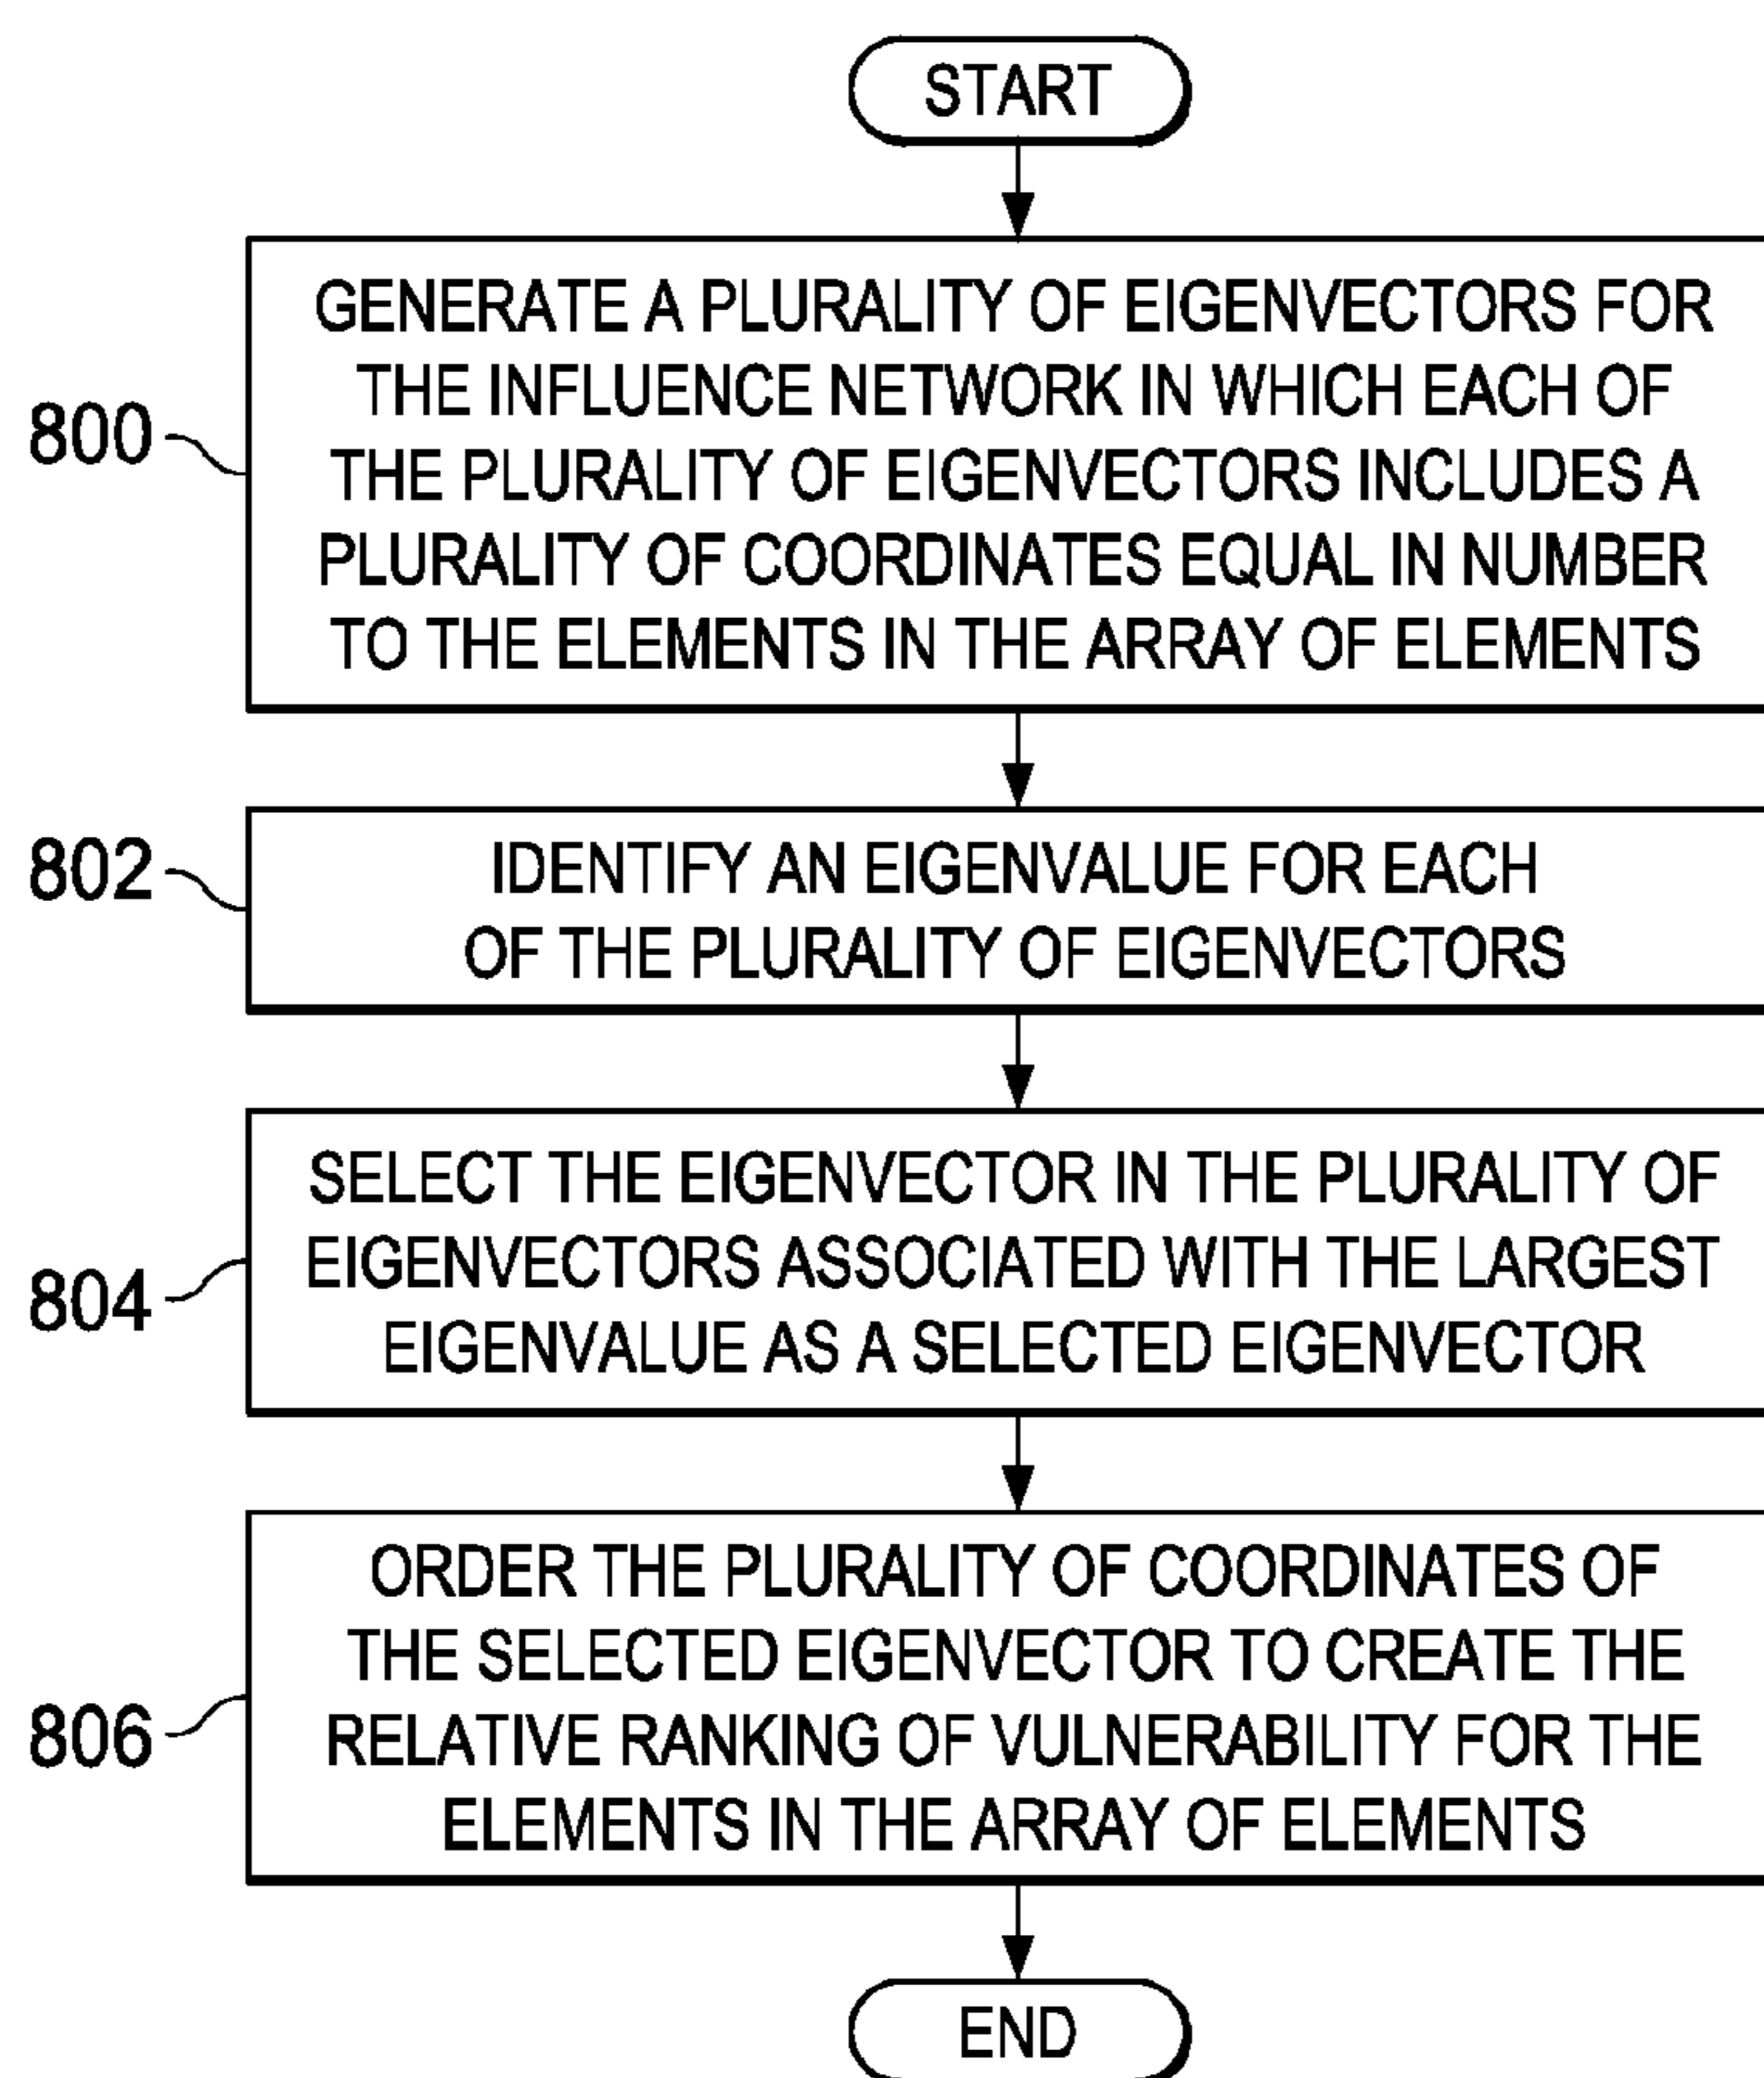 START
800
GENERATE A PLURALITY OF EIGENVECTORS FOR
THE INFLUENCE NETWORK IN WHICH EACH OF
THE PLURALITY OF EIGENVECTORS INCLUDES A
PLURALITY OF COORDINATES EQUAL IN NUMBER
TO THE ELEMENTS IN THE ARRAY OF ELEMENTS
802
IDENTIFY AN EIGENVALUE FOR EACH
OF THE PLURALITY OF EIGENVECTORS
804
SELECT THE EIGENVECTOR IN THE PLURALITY OF
EIGENVECTORS ASSOCIATED WITH THE LARGEST
EIGENVALUE AS A SELECTED EIGENVECTOR
806
ORDER THE PLURALITY OF COORDINATES OF
THE SELECTED EIGENVECTOR TO CREATE THE
RELATIVE RANKING OF VULNERABILITY FOR THE
ELEMENTS IN THE ARRAY OF ELEMENTS
END